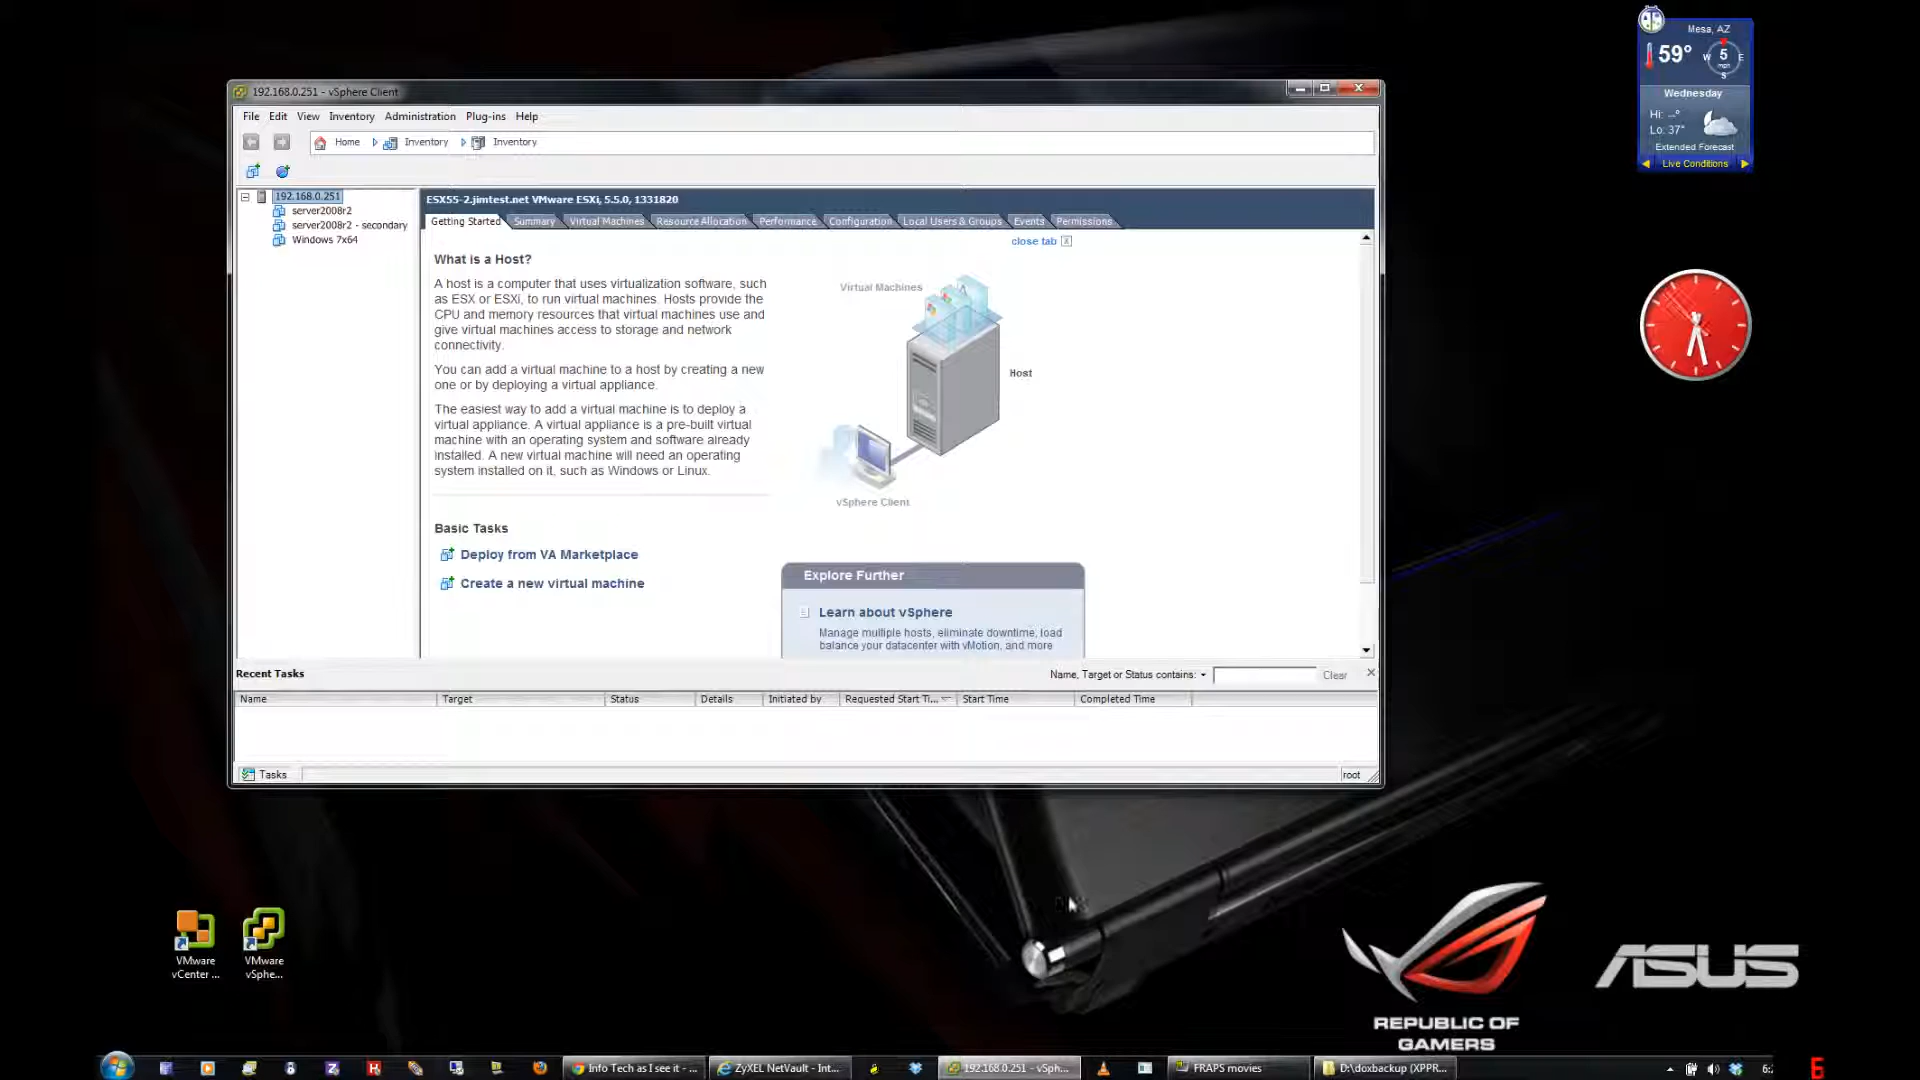 Mesa, AZ
59°
W 5 E
mph
S
Wednesday
Hi: --°
Lo: 37°
Extended Forecast
Live Conditions
192.168.0.251 - vSphere Client
File Edit View Inventory Administration Plug-ins Help
Home Inventory Inventory
192.168.0.251
server2008r2
server2008r2 - secondary
Windows 7x64
ESX55-2.jimtest.net VMware ESXi, 5.5.0, 1331820
Getting Started Summary Virtual Machines Resource Allocation Performance Configuration Local Users & Groups Events Permissions
close tab
What is a Host?
A host is a computer that uses virtualization software, such
as ESX or ESXi, to run virtual machines. Hosts provide the
CPU and memory resources that virtual machines use and
give virtual machines access to storage and network
connectivity.
You can add a virtual machine to a host by creating a new
one or by deploying a virtual appliance.
The easiest way to add a virtual machine is to deploy a
virtual appliance. A virtual appliance is a pre-built virtual
machine with an operating system and software already
installed. A new virtual machine will need an operating
system installed on it, such as Windows or Linux.
Virtual Machines
Host
vSphere Client
Basic Tasks
Deploy from VA Marketplace
Create a new virtual machine
Explore Further
Learn about vSphere
Manage multiple hosts, eliminate downtime, load
balance your datacenter with vMotion, and more
Recent Tasks
Name, Target or Status contains: Clear
Name Target Status Details Initiated by Requested Start Ti... Start Time Completed Time
Tasks
root
VMware
vCenter ...
VMware
vSphe...
REPUBLIC OF
GAMERS
ASUS
Info Tech as I see it - ...
ZyXEL NetVault - Int...
192.168.0.251 - vSph...
FRAPS movies
D:\doxbackup (XPPR...
6